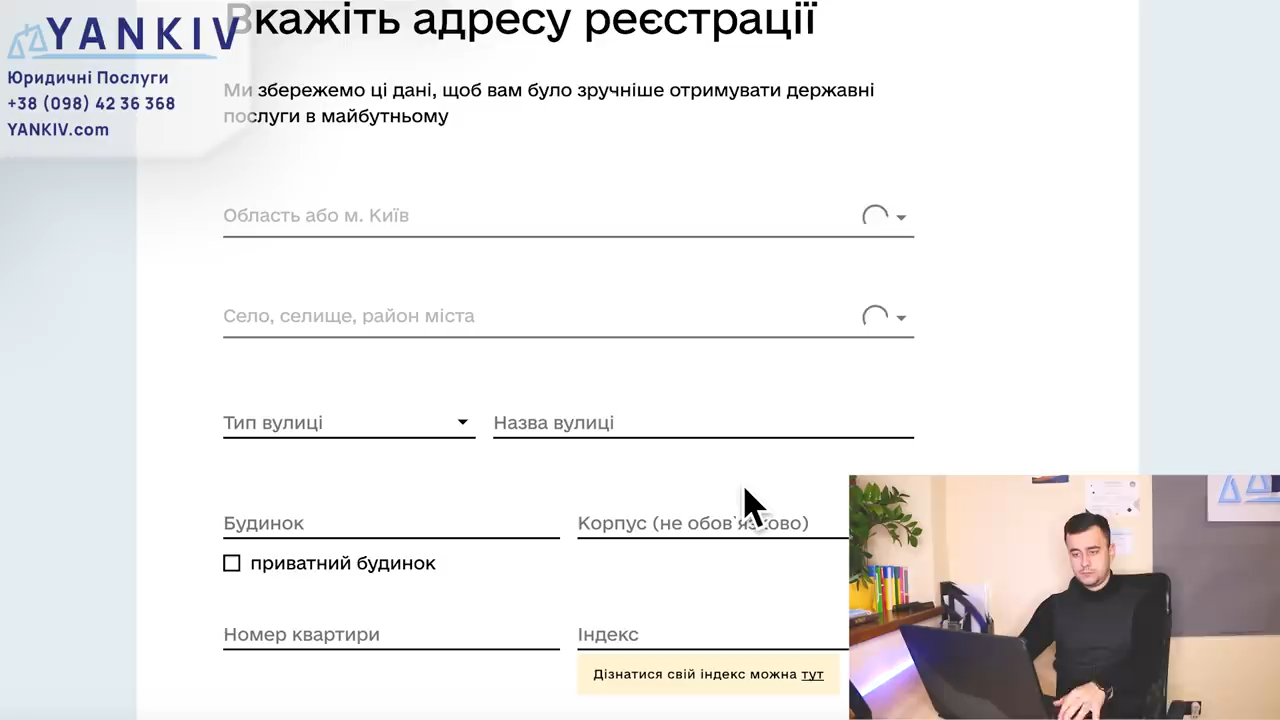 YANKIV
Юридичні Послуги
+38 (098) 42 36 368
YANKIV.com
Вкажіть адресу реєстрації
Ми збережемо ці дані, щоб вам було зручніше отримувати державні
послуги в майбутньому
Область або м. Київ
Село, селище, район міста
Тип вулиці
Назва вулиці
Будинок
Корпус (не обов`язково)
приватний будинок
Номер квартири
Індекс
Дізнатися свій індекс можна тут